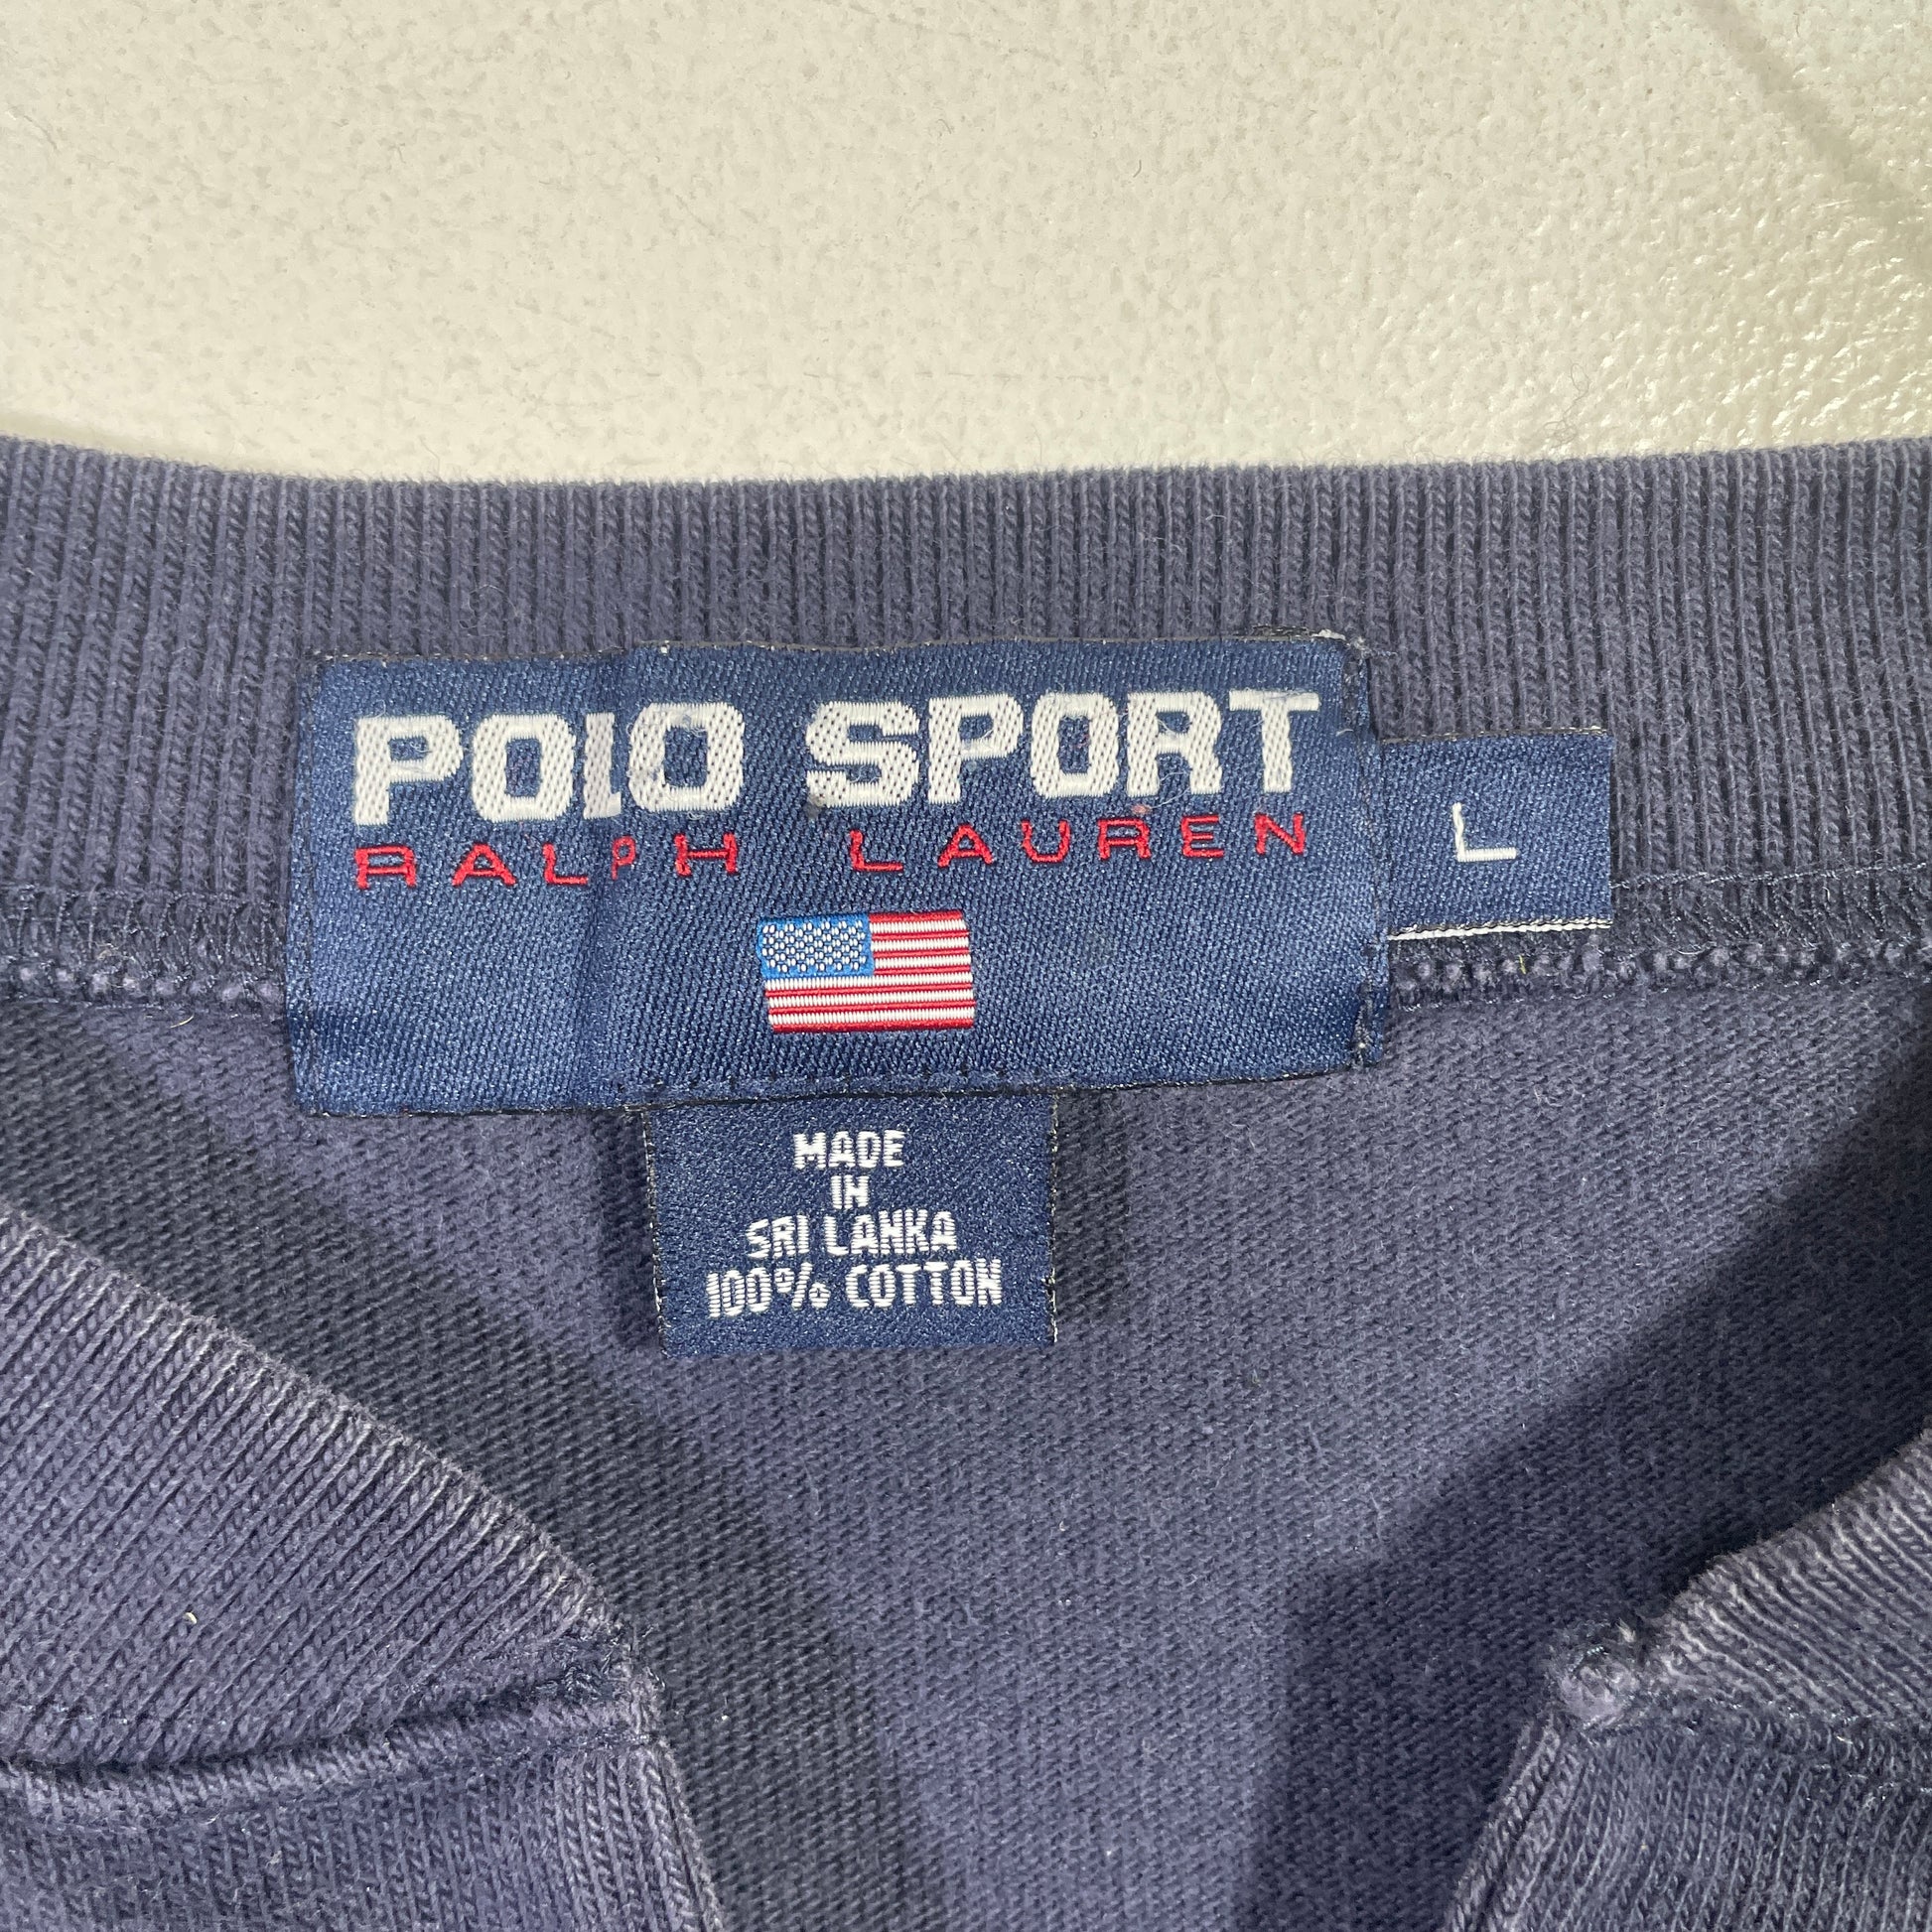 POLO SPORT
RALPH LAUREN
L
MADE
IN
SRI LANKA
100% COTTON